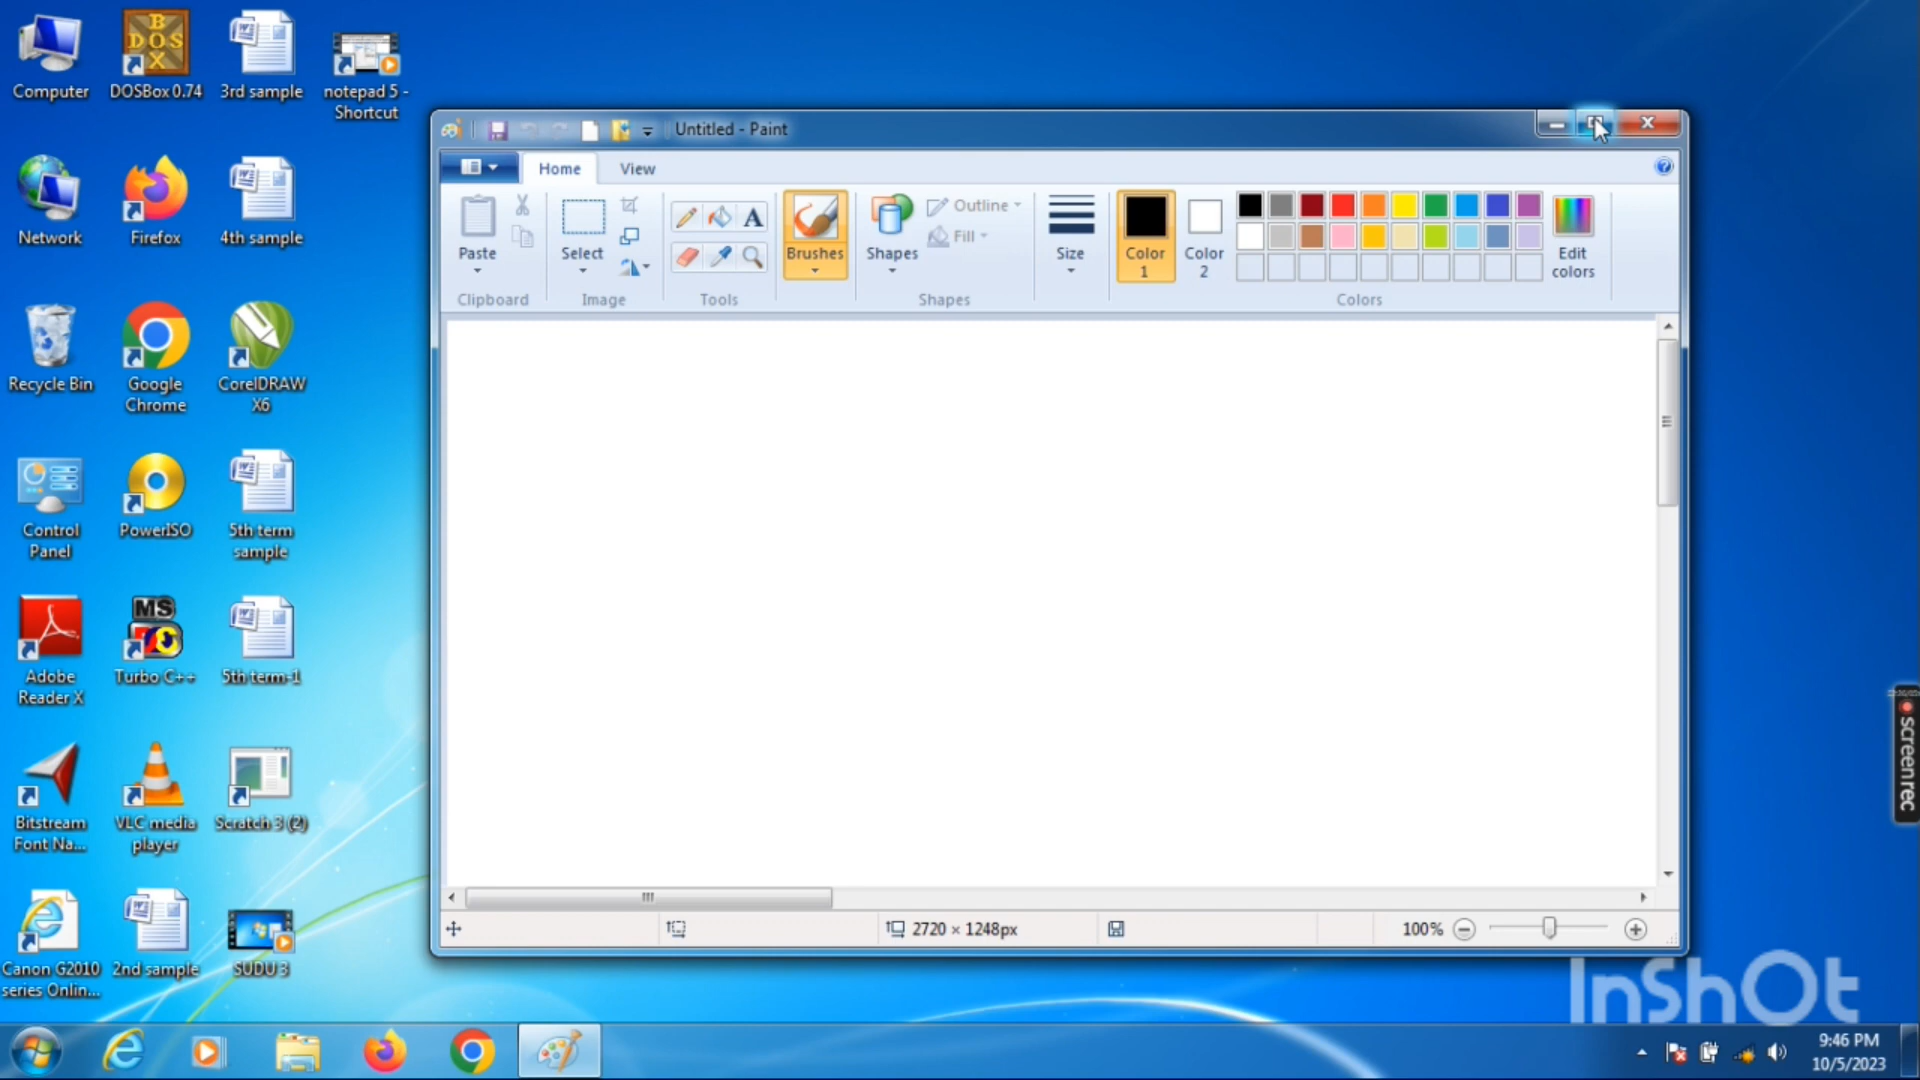 Computer
DOSBox 0.74
3rd sample
notepad 5 -
Shortcut
Network
Firefox
4th sample
Recycle Bin
Google
Chrome
CorelDRAW
X6
Control
Panel
PowerISO
5th term
sample
Adobe
Reader X
MS
Turbo C++
5th term-1
Bitstream
Font Na...
VLC media
player
Scratch 3 (2)
Canon G2010
series Onlin...
2nd sample
SUDU 3
Untitled - Paint
Home
View
Paste
Select
Brushes
Shapes
Outline
Fill
Size
Color
1
Color
2
Edit
colors
Clipboard
Image
Tools
Shapes
Colors
2720 × 1248px
100%
screenrec
InShOt
9:46 PM
10/5/2023